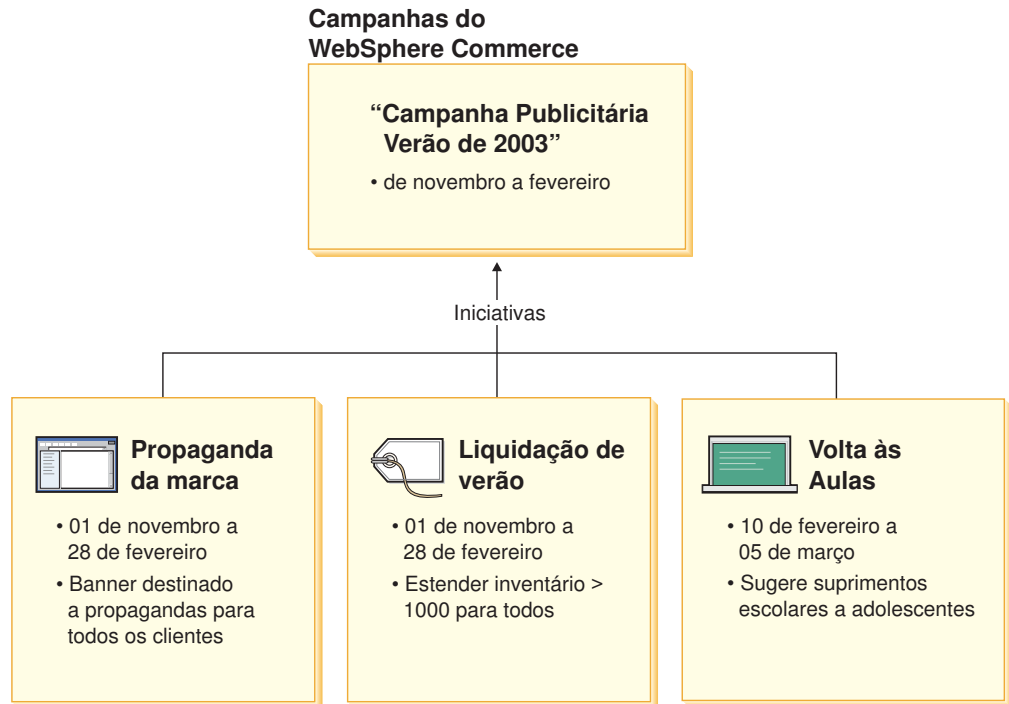 Campanhas do
WebSphere Commerce
“Campanha Publicitária
Verão de 2003”
• de novembro a fevereiro
Iniciativas
Propaganda
da marca
• 01 de novembro a
28 de fevereiro
• Banner destinado
a propagandas para
todos os clientes
Liquidação de
verão
• 01 de novembro a
28 de fevereiro
• Estender inventário >
1000 para todos
Volta às
Aulas
• 10 de fevereiro a
05 de março
• Sugere suprimentos
escolares a adolescentes